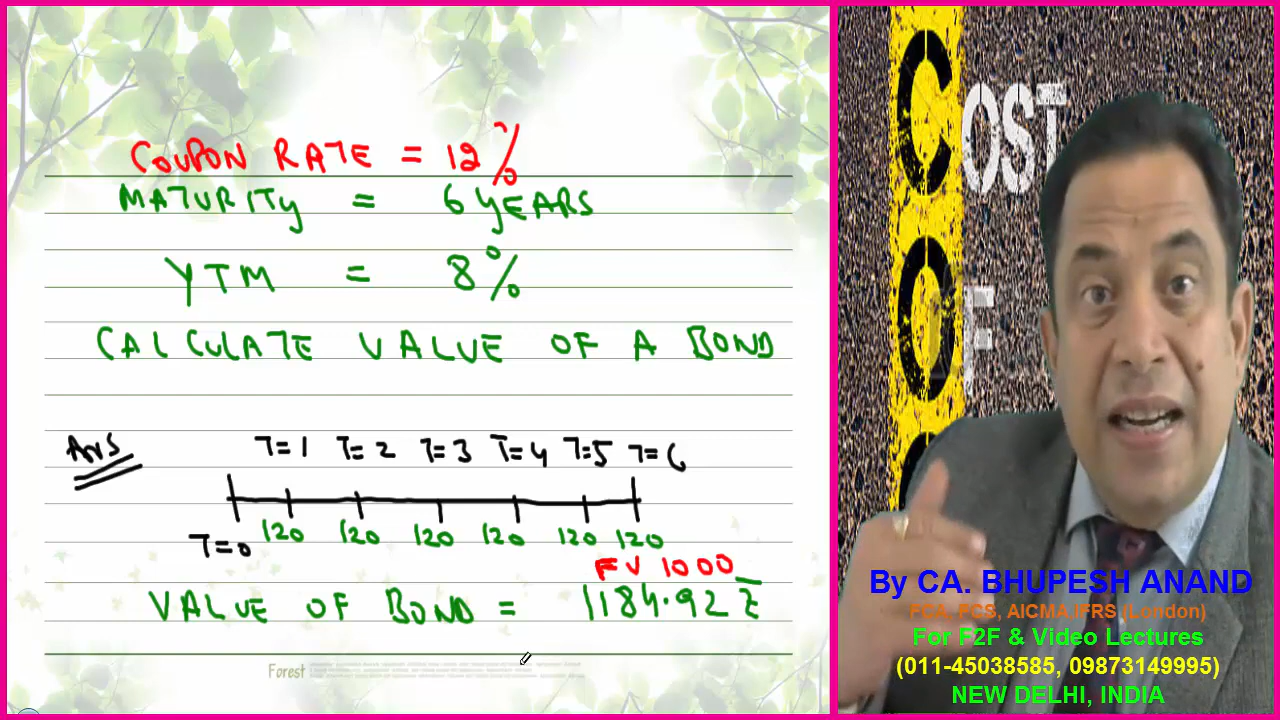 COUPON RATE = 12%
MATURITY = 6 YEARS
YTM = 8%
CALCULATE VALUE OF A BOND
Ans
T=1 T=2 T=3 T=4 T=5 T=6
T=0 120 120 120 120 120 120
FV 1000
VALUE OF BOND = 1184.92
Forest
COST
OF
C
By CA. BHUPESH ANAND
FCA, FCS, AICMA,IFRS (London)
For F2F & Video Lectures
(011-45038585, 09873149995)
NEW DELHI, INDIA